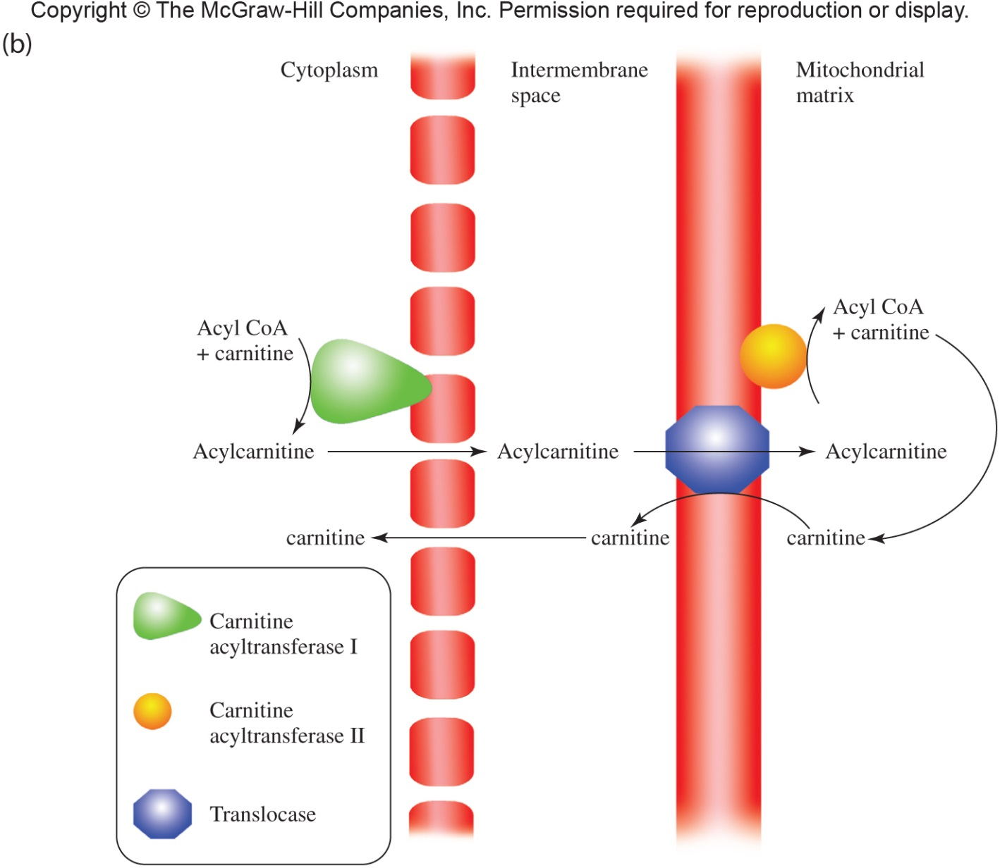 Copyright © The McGraw-Hill Companies, Inc. Permission required for reproduction or display.
(b)
Cytoplasm
Intermembrane
space
Mitochondrial
matrix
Acyl CoA
+ carnitine
Acyl CoA
+ carnitine
Acylcarnitine
Acylcarnitine
Acylcarnitine
carnitine
carnitine
carnitine
Carnitine
acyltransferase I
Carnitine
acyltransferase II
Translocase